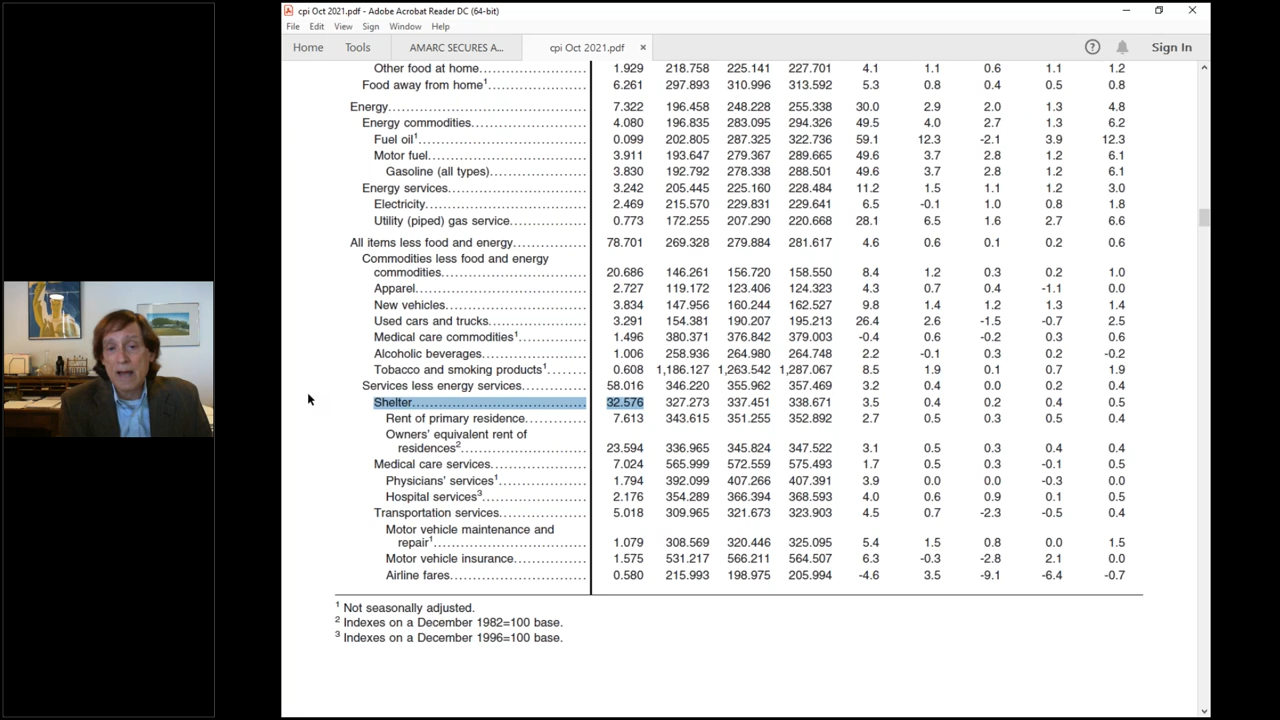 cpi Oct 2021.pdf - Adobe Acrobat Reader DC (64-bit)
File Edit View Sign Window Help
Home Tools AMARC SECURES A... cpi Oct 2021.pdf × ? Sign In
Other food at home.................... 1.929 218.758 225.141 227.701 4.1 1.1 0.6 1.1 1.2
Food away from home¹.................... 6.261 297.893 310.996 313.592 5.3 0.8 0.4 0.5 0.8
Energy.................... 7.322 196.458 248.228 255.338 30.0 2.9 2.0 1.3 4.8
Energy commodities.................... 4.080 196.835 283.095 294.326 49.5 4.0 2.7 1.3 6.2
Fuel oil¹.................... 0.099 202.805 287.325 322.736 59.1 12.3 -2.1 3.9 12.3
Motor fuel.................... 3.911 193.647 279.367 289.665 49.6 3.7 2.8 1.2 6.1
Gasoline (all types).................... 3.830 192.792 278.338 288.501 49.6 3.7 2.8 1.2 6.1
Energy services.................... 3.242 205.445 225.160 228.484 11.2 1.5 1.1 1.2 3.0
Electricity.................... 2.469 215.570 229.831 229.641 6.5 -0.1 1.0 0.8 1.8
Utility (piped) gas service.................... 0.773 172.255 207.290 220.668 28.1 6.5 1.6 2.7 6.6
All items less food and energy.................... 78.701 269.328 279.884 281.617 4.6 0.6 0.1 0.2 0.6
Commodities less food and energy
commodities.................... 20.686 146.261 156.720 158.550 8.4 1.2 0.3 0.2 1.0
Apparel.................... 2.727 119.172 123.406 124.323 4.3 0.7 0.4 -1.1 0.0
New vehicles.................... 3.834 147.956 160.244 162.527 9.8 1.4 1.2 1.3 1.4
Used cars and trucks.................... 3.291 154.381 190.207 195.213 26.4 2.6 -1.5 -0.7 2.5
Medical care commodities¹.................... 1.496 380.371 376.842 379.003 -0.4 0.6 -0.2 0.3 0.6
Alcoholic beverages.................... 1.006 258.936 264.980 264.748 2.2 -0.1 0.3 0.2 -0.2
Tobacco and smoking products¹.................... 0.608 1,186.127 1,263.542 1,287.067 8.5 1.9 0.1 0.7 1.9
Services less energy services.................... 58.016 346.220 355.962 357.469 3.2 0.4 0.0 0.2 0.4
Shelter.................... 32.576 327.273 337.451 338.671 3.5 0.4 0.2 0.4 0.5
Rent of primary residence.................... 7.613 343.615 351.255 352.892 2.7 0.5 0.3 0.5 0.4
Owners' equivalent rent of
residences².................... 23.594 336.965 345.824 347.522 3.1 0.5 0.3 0.4 0.4
Medical care services.................... 7.024 565.999 572.559 575.493 1.7 0.5 0.3 -0.1 0.5
Physicians' services¹.................... 1.794 392.099 407.266 407.391 3.9 0.0 0.0 -0.3 0.0
Hospital services³.................... 2.176 354.289 366.394 368.593 4.0 0.6 0.9 0.1 0.5
Transportation services.................... 5.018 309.965 321.673 323.903 4.5 0.7 -2.3 -0.5 0.4
Motor vehicle maintenance and
repair¹.................... 1.079 308.569 320.446 325.095 5.4 1.5 0.8 0.0 1.5
Motor vehicle insurance.................... 1.575 531.217 566.211 564.507 6.3 -0.3 -2.8 2.1 0.0
Airline fares.................... 0.580 215.993 198.975 205.994 -4.6 3.5 -9.1 -6.4 -0.7
¹ Not seasonally adjusted.
² Indexes on a December 1982=100 base.
³ Indexes on a December 1996=100 base.